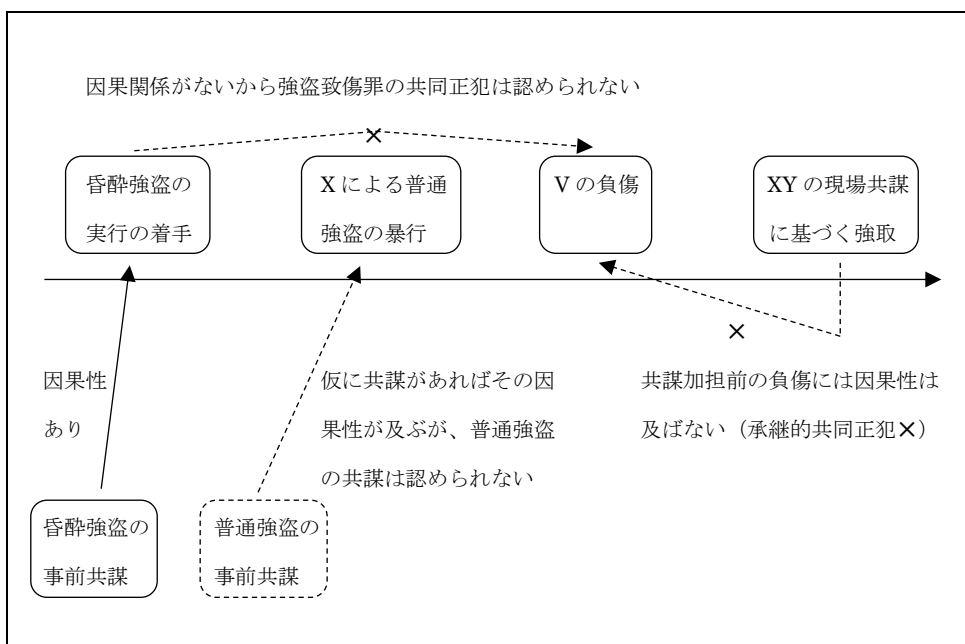 因果関係がないから強盗致傷罪の共同正犯は認められない
×
昏酔強盗の
実行の着手
Xによる普通
強盗の暴行
Vの負傷
XYの現場共謀
に基づく強取
×
因果性
あり
仮に共謀があればその因
果性が及ぶが、普通強盗
の共謀は認められない
共謀加担前の負傷には因果性は
及ばない（承継的共同正犯×）
昏酔強盗の
事前共謀
普通強盗の
事前共謀